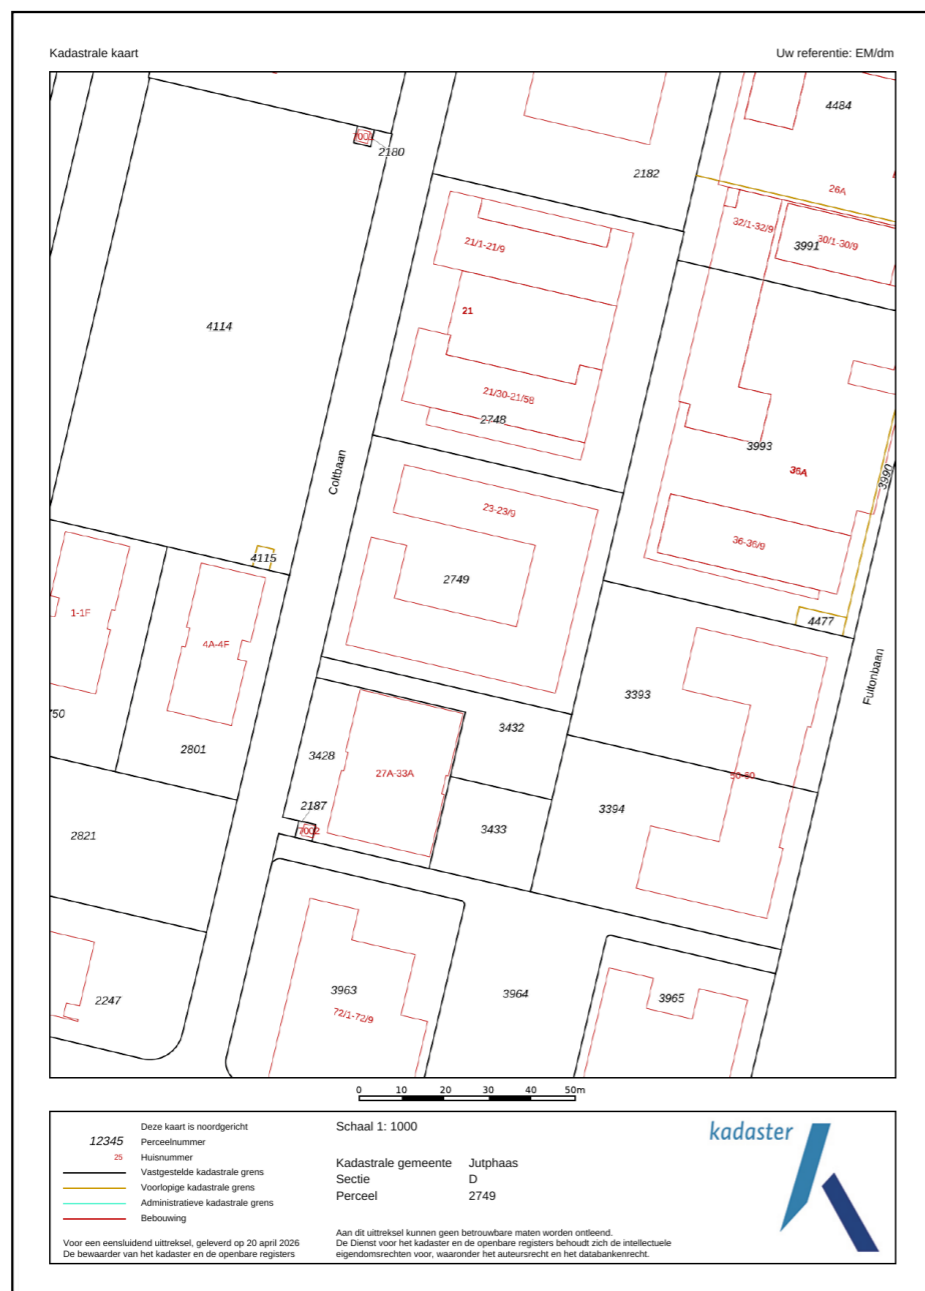 Kadastrale kaart
Uw referentie: EM/dm
4484
7001
2180
2182
26A
32/1-32/9
30/1-30/9
3991
21/1-21/9
21
4114
21/30-21/58
2748
3993
Coltbaan
36A
3990
23-23/9
36-36/9
4115
2749
1-1F
4477
4A-4F
Fultonbaan
3393
750
3432
2801
3428
27A-33A
50-60
2187
3394
2821
7002
3433
3963
3964
3965
2247
72/1-72/9
0 10 20 30 40 50m
Deze kaart is noordgericht
12345 Perceelnummer
25 Huisnummer
Vastgestelde kadastrale grens
Voorlopige kadastrale grens
Administratieve kadastrale grens
Bebouwing
Voor een eensluidend uittreksel, geleverd op 20 april 2026
De bewaarder van het kadaster en de openbare registers
Schaal 1: 1000
Kadastrale gemeente Jutphaas
Sectie D
Perceel 2749
Aan dit uittreksel kunnen geen betrouwbare maten worden ontleend.
De Dienst voor het kadaster en de openbare registers behoudt zich de intellectuele
eigendomsrechten voor, waaronder het auteursrecht en het databankenrecht.
kadaster